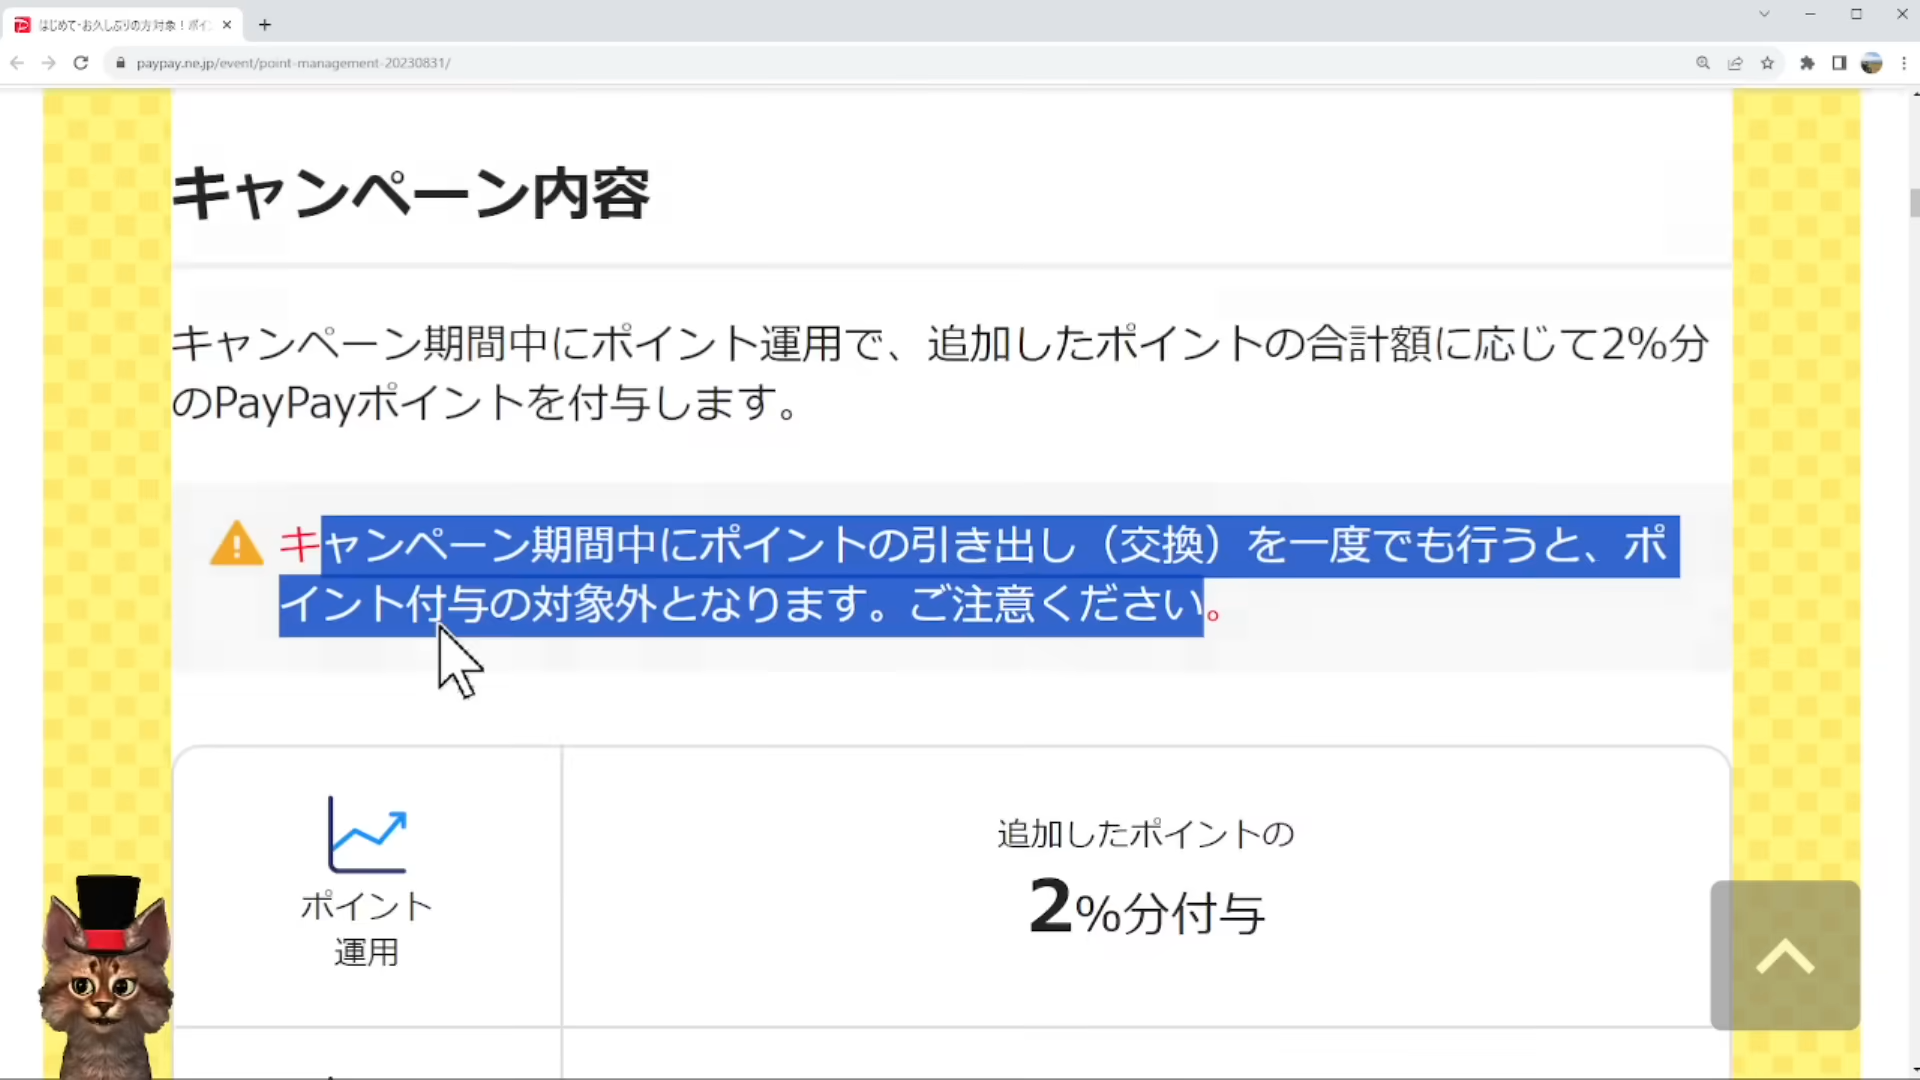 はじめて・お久しぶりの方対象！ポイ
paypay.ne.jp/event/point-management-20230831/
キャンペーン内容
キャンペーン期間中にポイント運用で、追加したポイントの合計額に応じて2%分
のPayPayポイントを付与します。
キャンペーン期間中にポイントの引き出し（交換）を一度でも行うと、ポ
イント付与の対象外となります。ご注意ください。
ポイント
運用
追加したポイントの
2%分付与